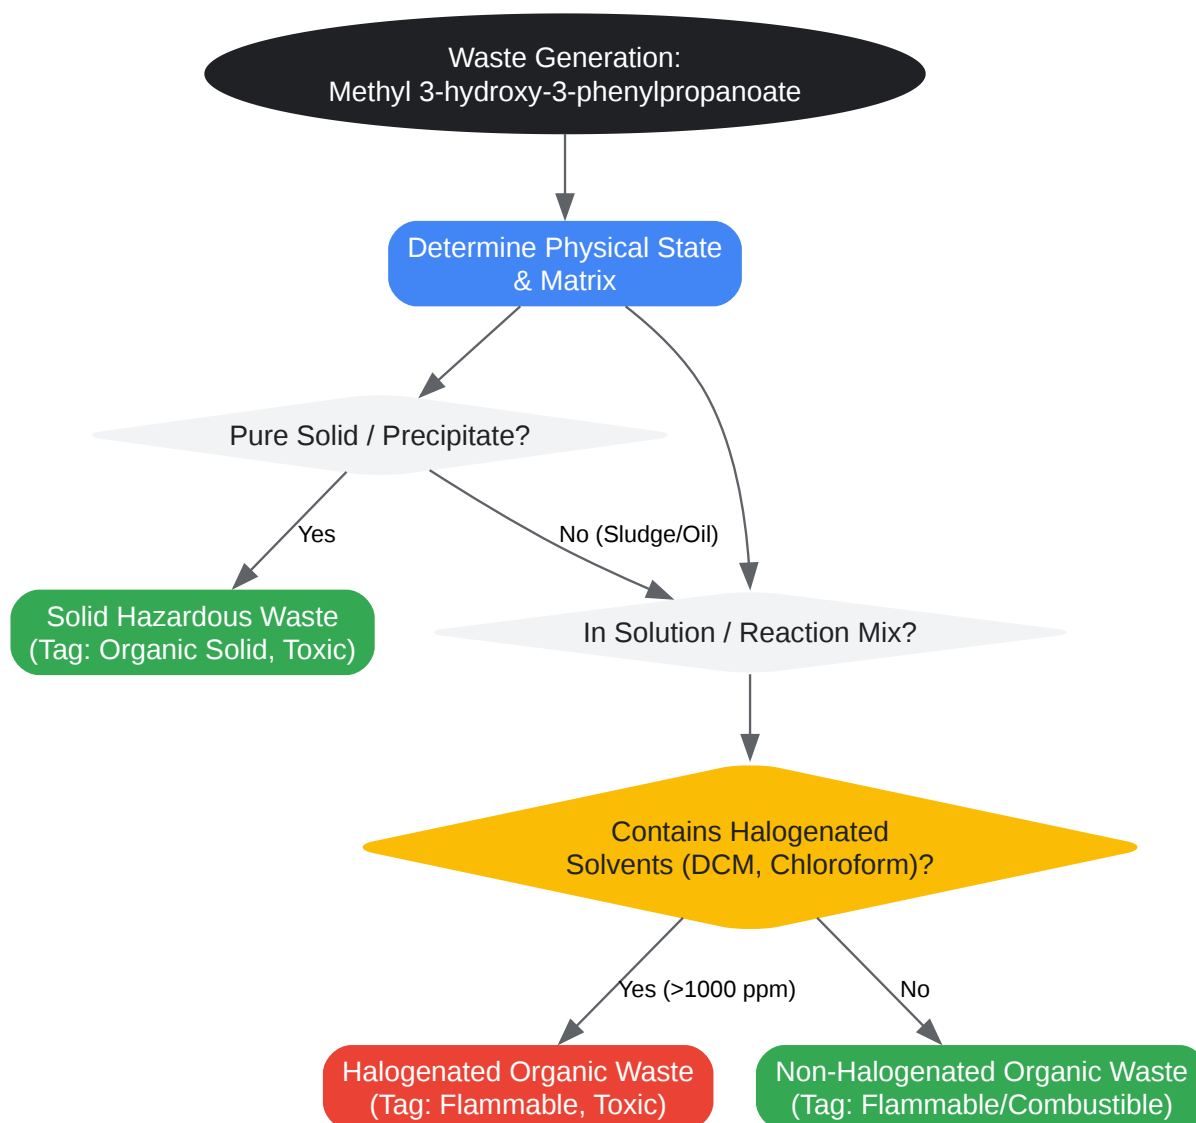 Waste Generation:
Methyl 3-hydroxy-3-phenylpropanoate
Determine Physical State
& Matrix
Pure Solid / Precipitate?
Yes
No (Sludge/Oil)
Solid Hazardous Waste
(Tag: Organic Solid, Toxic)
In Solution / Reaction Mix?
Contains Halogenated
Solvents (DCM, Chloroform)?
Yes (>1000 ppm)
No
Halogenated Organic Waste
(Tag: Flammable, Toxic)
Non-Halogenated Organic Waste
(Tag: Flammable/Combustible)